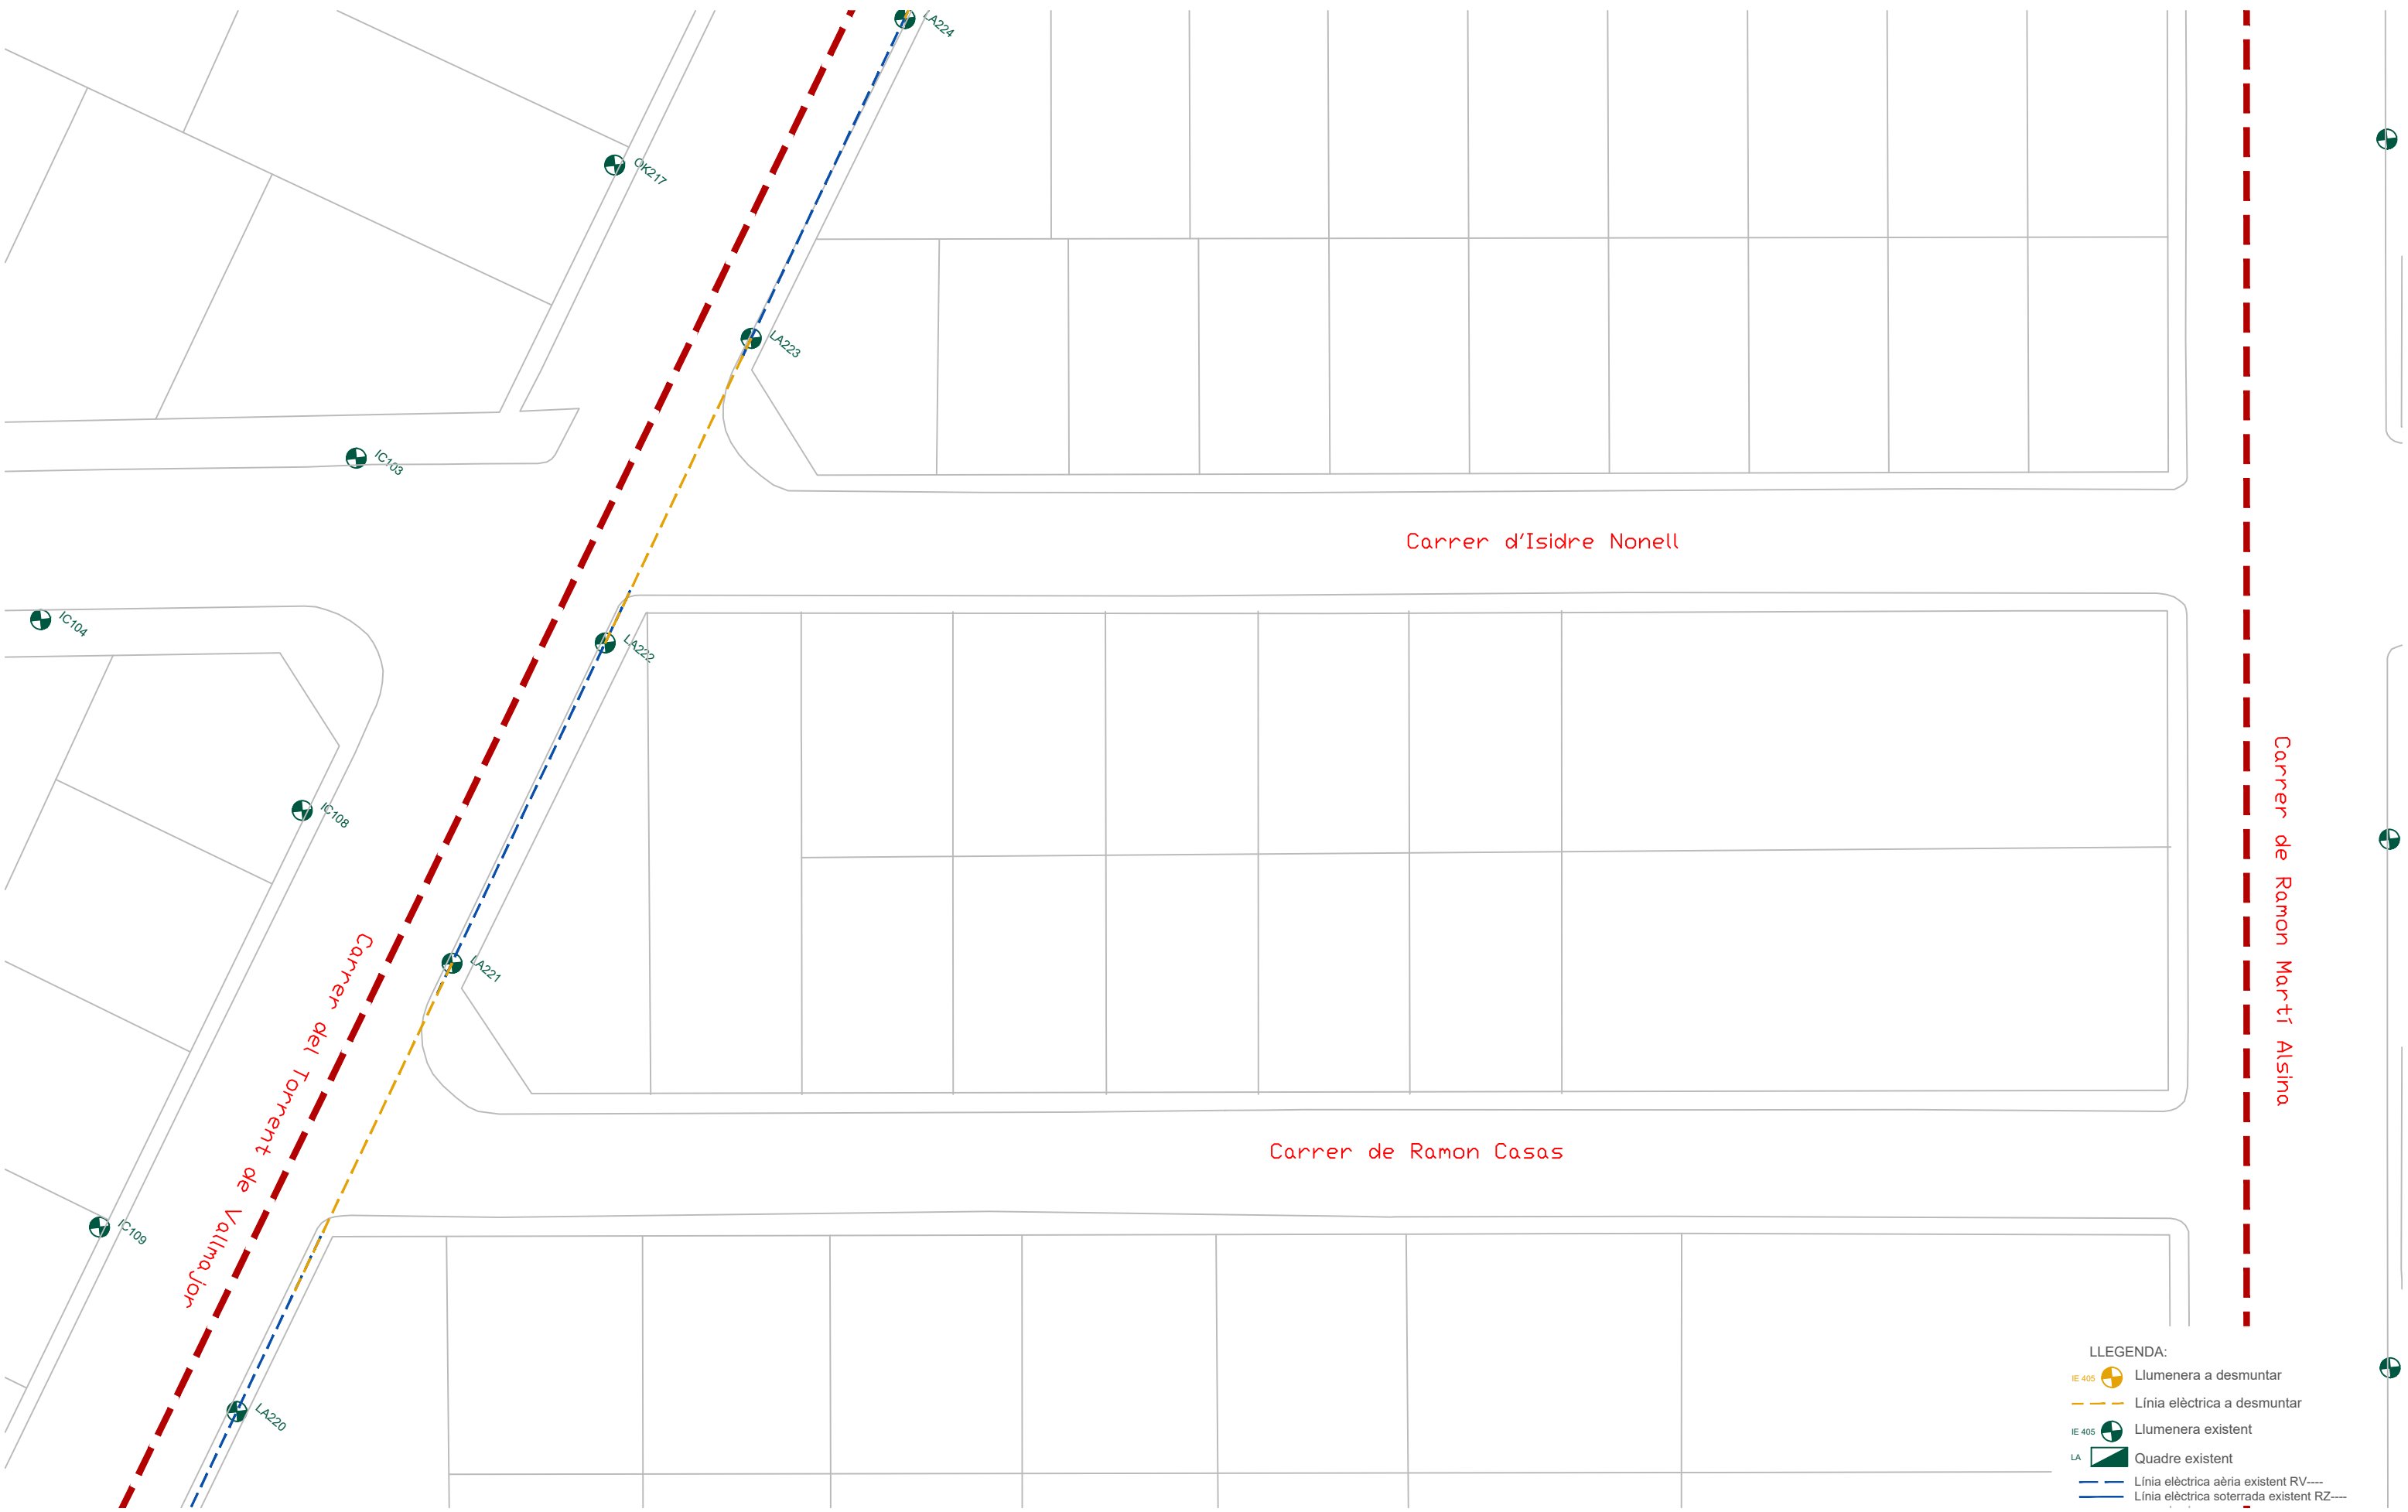 LA224
OK217
LA223
IC103
Carrer d'Isidre Nonell
IC104
LA222
Carrer de Ramon Martí Alsina
IC108
LA221
Carrer del Torrent de Vallmajor
Carrer de Ramon Casas
IC109
LA220
LLEGENDA:
IE 405 Llumenera a desmuntar
Línia elèctrica a desmuntar
IE 405 Llumenera existent
LA Quadre existent
Línia elèctrica aèria existent RV----
Línia elèctrica soterrada existent RZ----